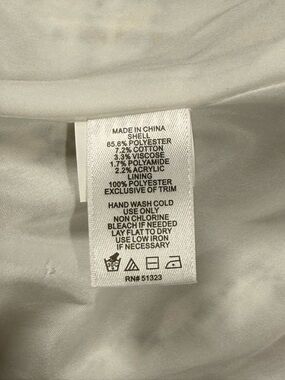 MADE IN CHINA
SHELL
85.6% POLYESTER
7.2% COTTON
3.3% VISCOSE
1.7% POLYAMIDE
2.2% ACRYLIC
LINING
100% POLYESTER
EXCLUSIVE OF TRIM
HAND WASH COLD
USE ONLY
NON CHLORINE
BLEACH IF NEEDED
LAY FLAT TO DRY
USE LOW IRON
IF NECESSARY
RN# 51323